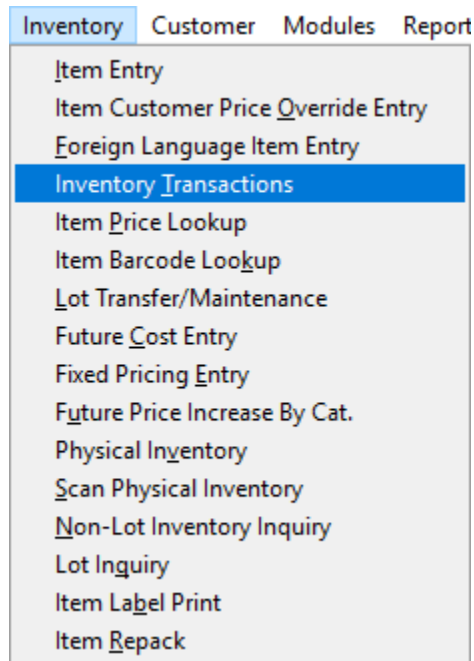 Inventory Customer Modules Report
Item Entry
Item Customer Price Override Entry
Foreign Language Item Entry
Inventory Transactions
Item Price Lookup
Item Barcode Lookup
Lot Transfer/Maintenance
Future Cost Entry
Fixed Pricing Entry
Future Price Increase By Cat.
Physical Inventory
Scan Physical Inventory
Non-Lot Inventory Inquiry
Lot Inquiry
Item Label Print
Item Repack